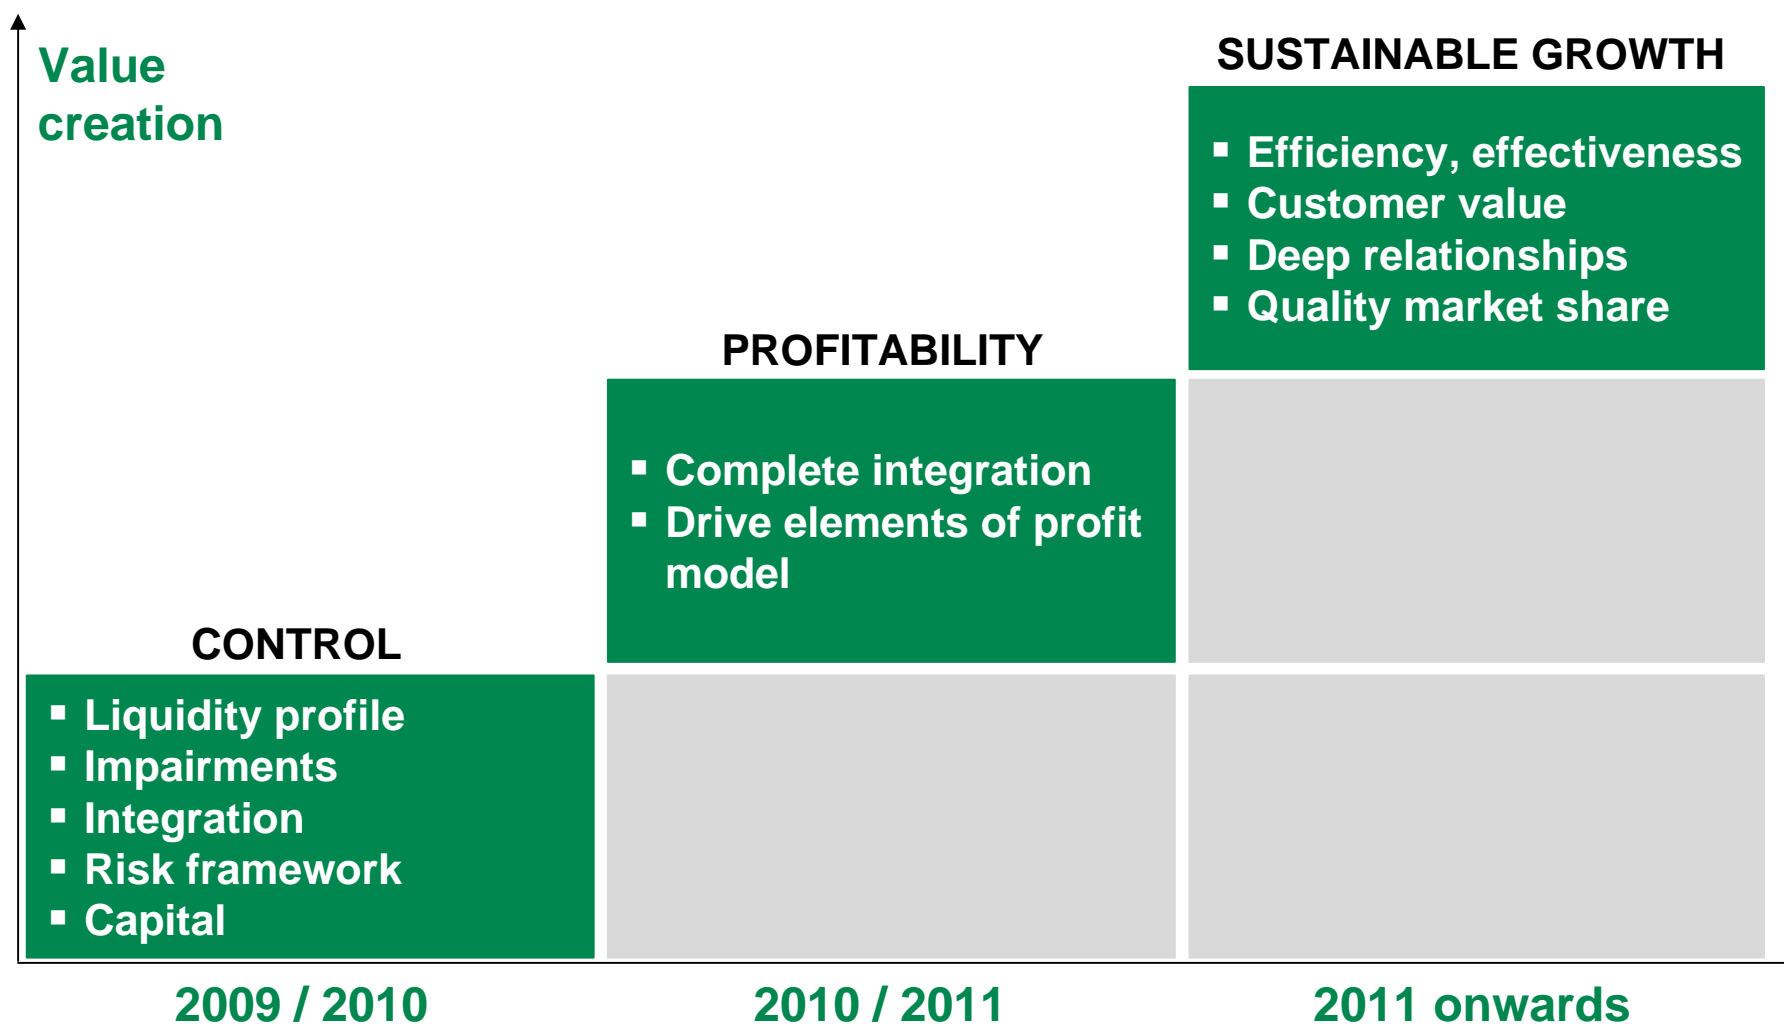 Value
creation
SUSTAINABLE GROWTH
▪ Efficiency, effectiveness
▪ Customer value
▪ Deep relationships
▪ Quality market share
PROFITABILITY
▪ Complete integration
▪ Drive elements of profit
model
CONTROL
▪ Liquidity profile
▪ Impairments
▪ Integration
▪ Risk framework
▪ Capital
2009 / 2010
2010 / 2011
2011 onwards